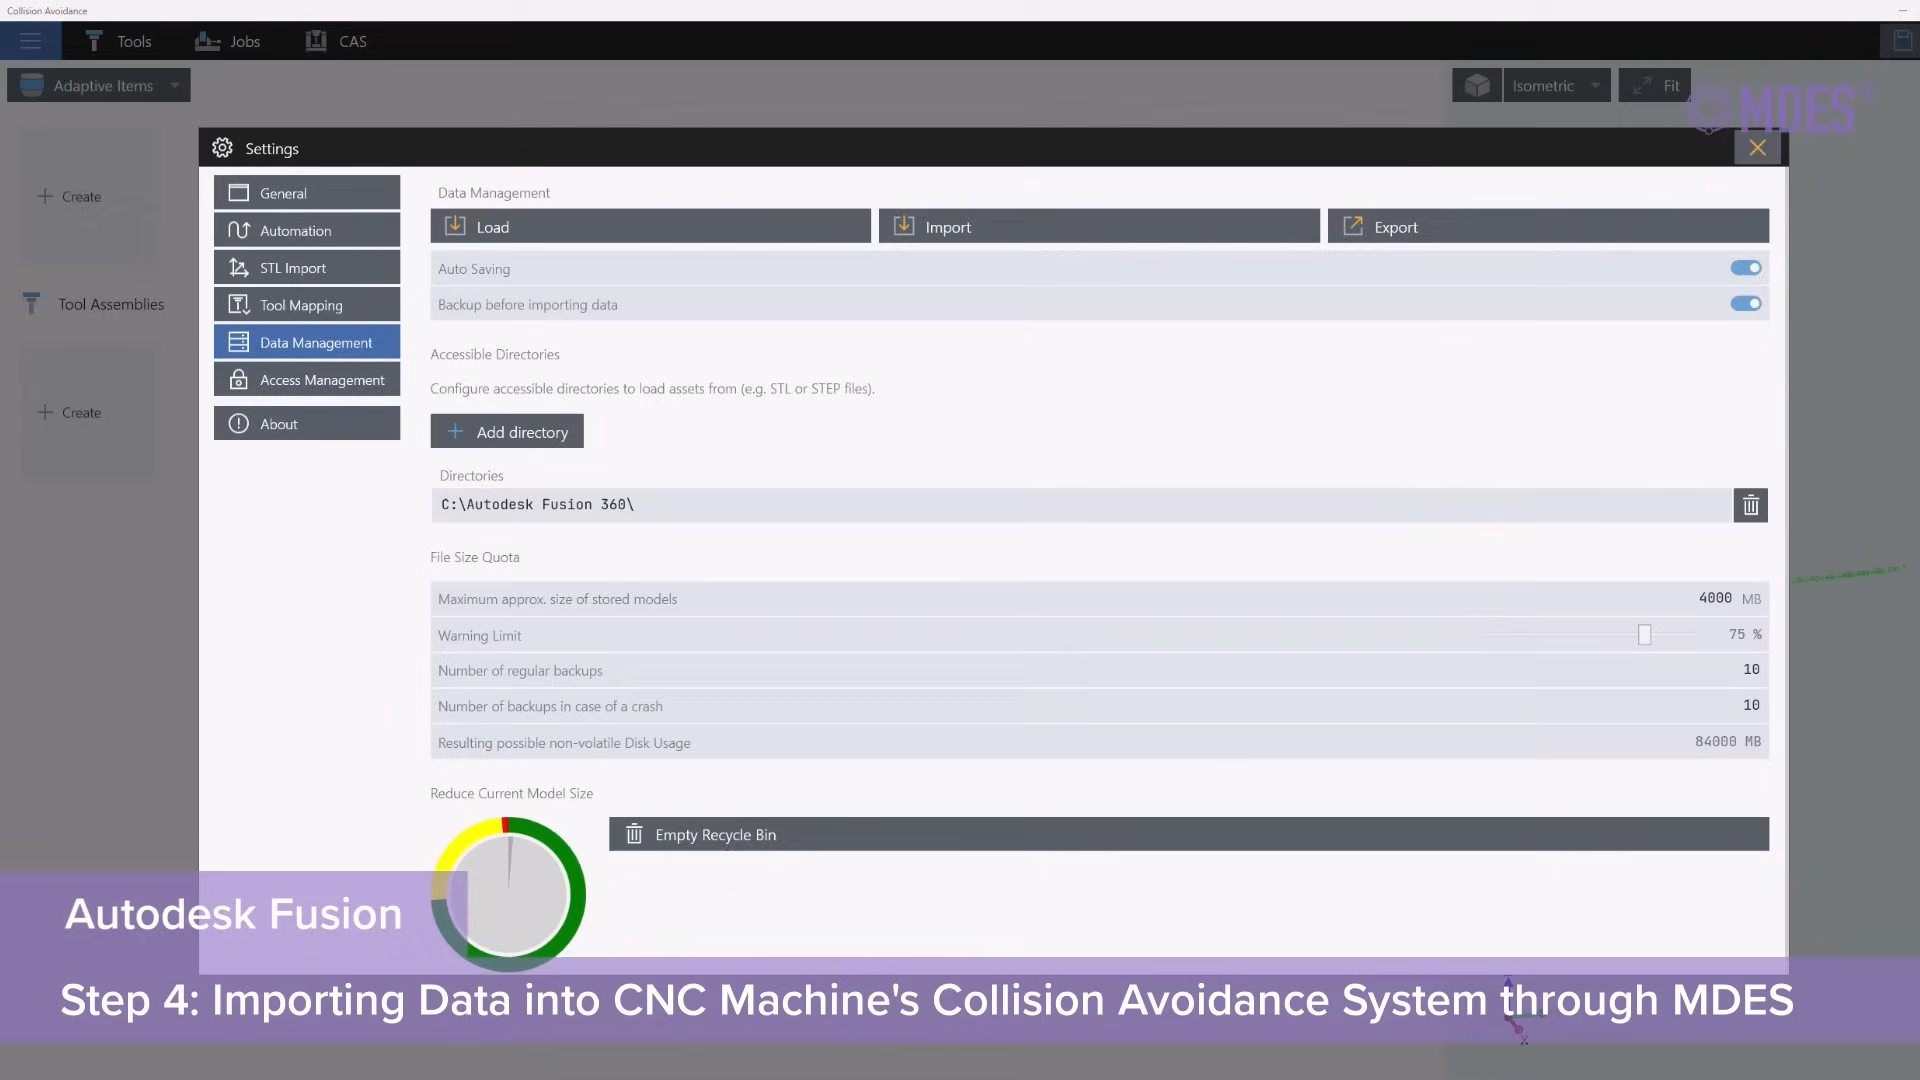 Collision Avoidance
Tools
Jobs
CAS
Adaptive Items
Isometric
Fit
MDES
Settings
Create
Tool Assemblies
Create
General
Automation
STL Import
Tool Mapping
Data Management
Access Management
About
Data Management
Load
Import
Export
Auto Saving
Backup before importing data
Accessible Directories
Configure accessible directories to load assets from (e.g. STL or STEP files).
Add directory
Directories
C:\Autodesk Fusion 360\
File Size Quota
Maximum approx. size of stored models 4000 MB
Warning Limit 75 %
Number of regular backups 10
Number of backups in case of a crash 10
Resulting possible non-volatile Disk Usage 84000 MB
Reduce Current Model Size
Empty Recycle Bin
Autodesk Fusion
Step 4: Importing Data into CNC Machine's Collision Avoidance System through MDES
X